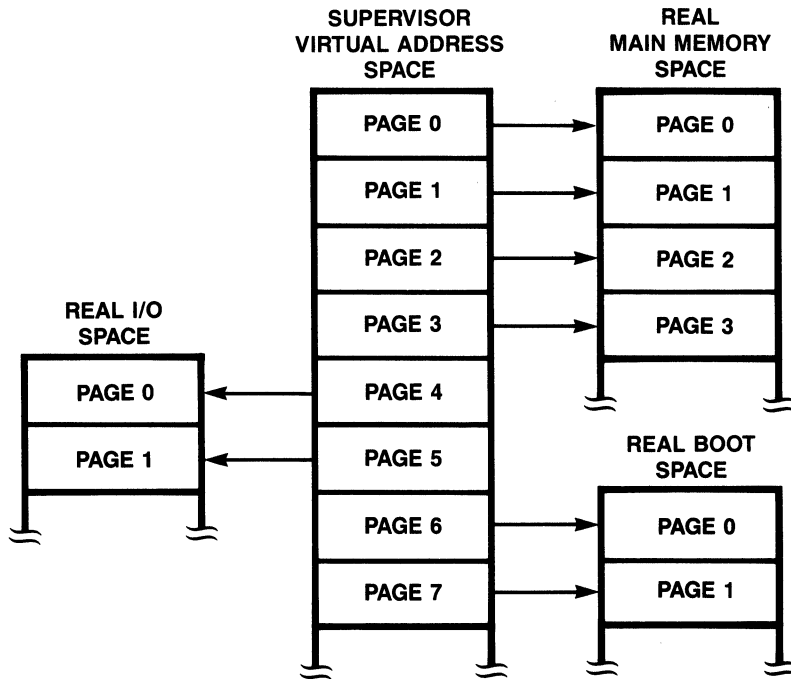 SUPERVISOR
VIRTUAL ADDRESS
SPACE
PAGE 0
PAGE 1
PAGE 2
PAGE 3
PAGE 4
PAGE 5
PAGE 6
PAGE 7
REAL
MAIN MEMORY
SPACE
PAGE 0
PAGE 1
PAGE 2
PAGE 3
REAL I/O
SPACE
PAGE 0
PAGE 1
REAL BOOT
SPACE
PAGE 0
PAGE 1